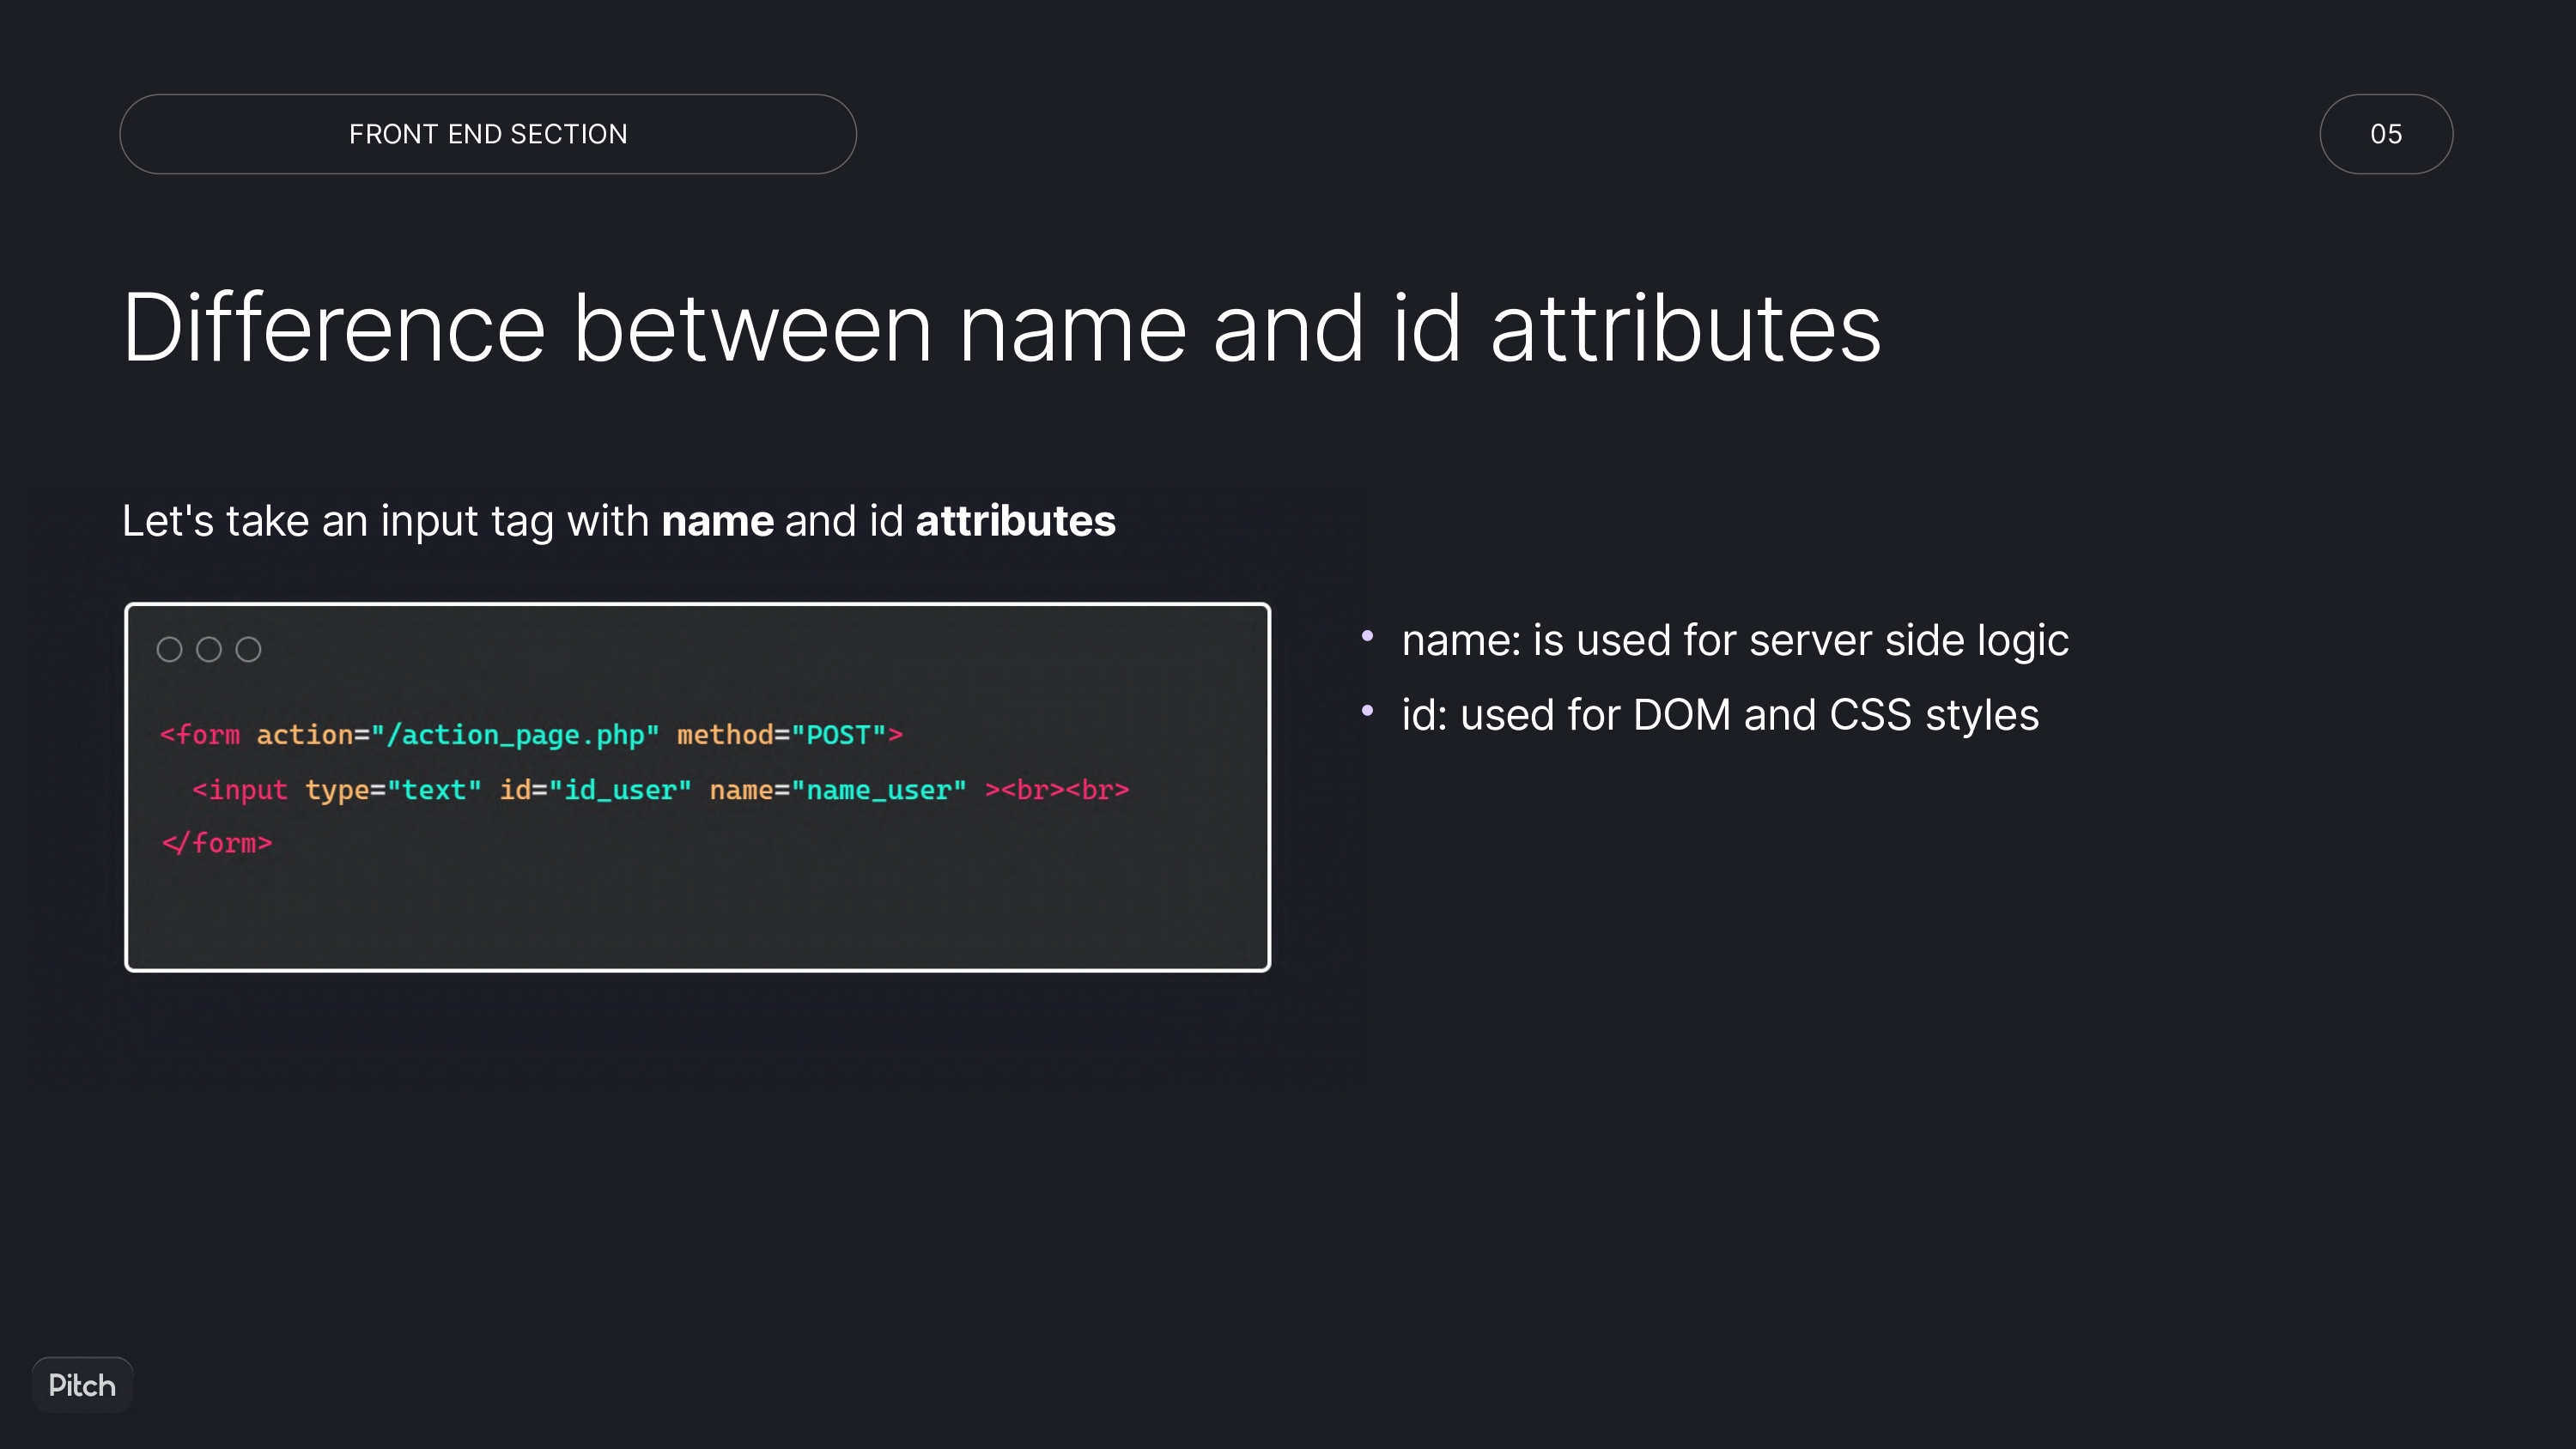 FRONT END SECTION
05
Difference between name and id attributes
Let's take an input tag with name and id attributes
<form action="/action_page.php" method="POST">
<input type="text" id="id_user" name="name_user" ><br><br>
</form>
• name: is used for server side logic
• id: used for DOM and CSS styles
Pitch